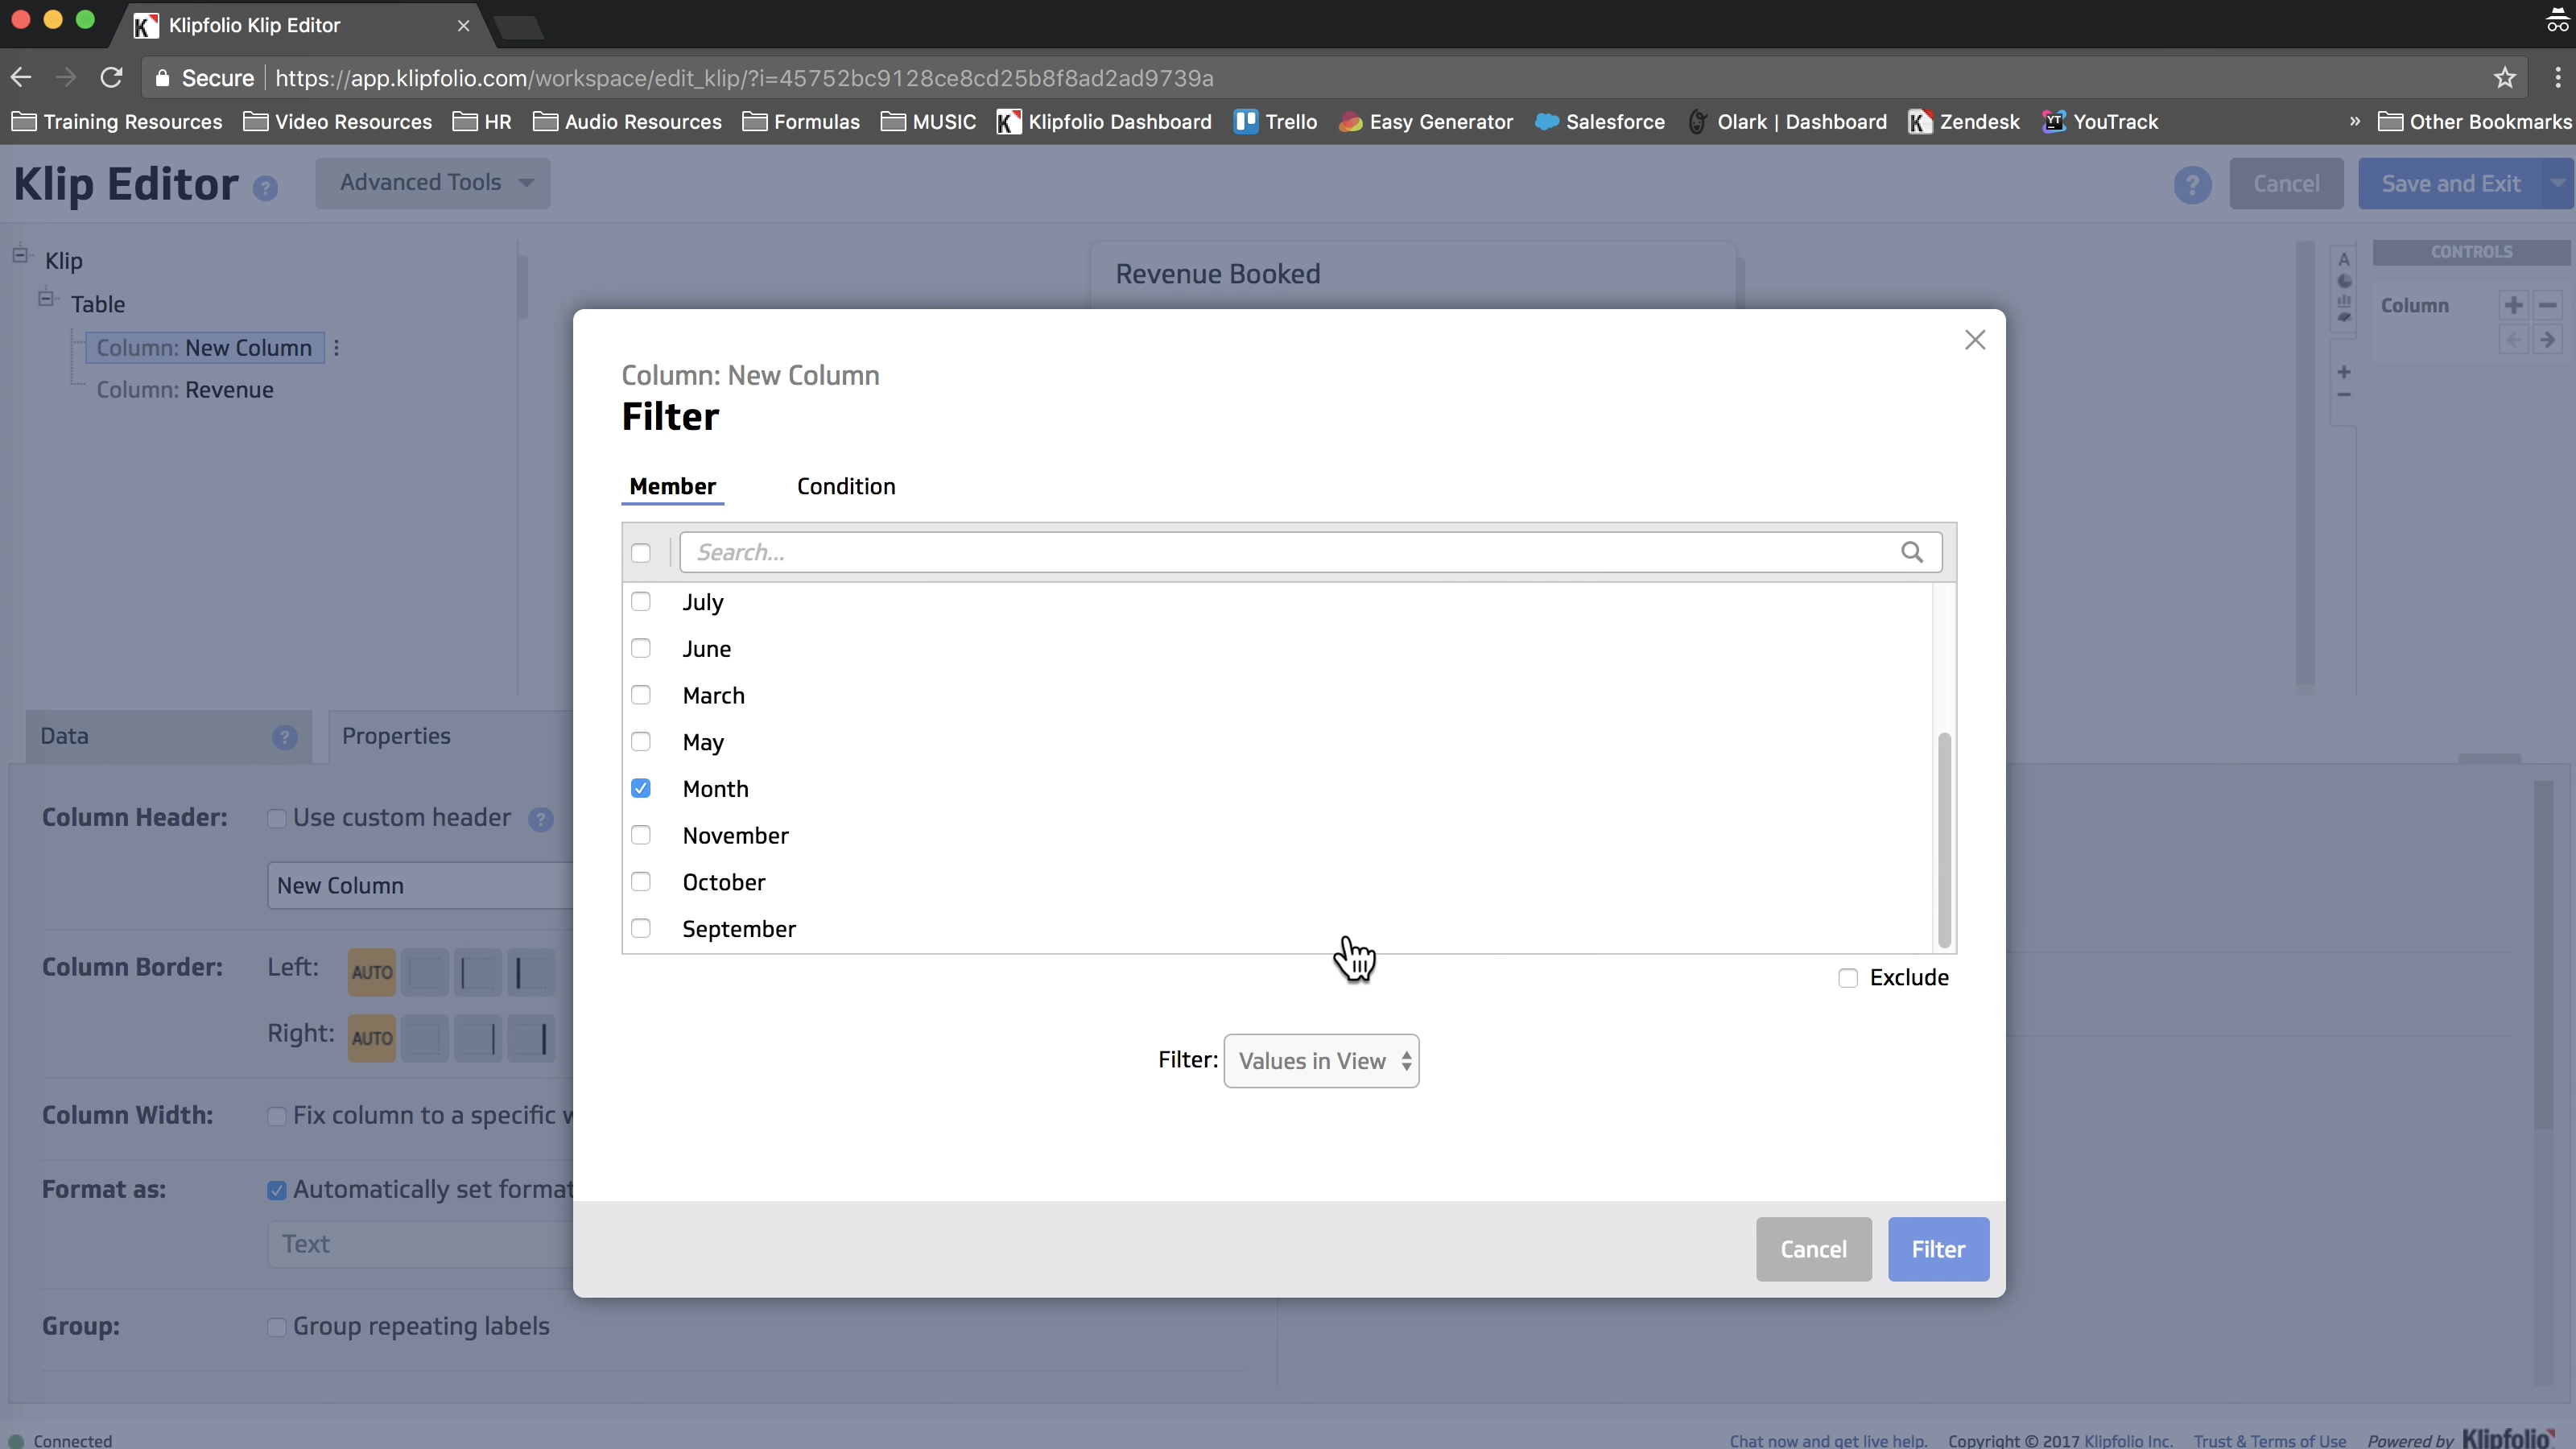 Klipfolio Klip Editor
Secure https://app.klipfolio.com/workspace/edit_klip/?i=45752bc9128ce8cd25b8f8ad2ad9739a
Training Resources Video Resources HR Audio Resources Formulas MUSIC Klipfolio Dashboard Trello Easy Generator Salesforce Olark | Dashboard Zendesk YouTrack » Other Bookmarks
Klip Editor ? Advanced Tools ? Cancel Save and Exit
Klip
Table
Column: New Column
Column: Revenue
Revenue Booked
A
CONTROLS
Column
Column: New Column
Filter
Member Condition
Search...
July
June
March
May
Month
November
October
September
Exclude
Filter: Values in View
Cancel Filter
Data ? Properties
Column Header: Use custom header ?
New Column
Column Border: Left: AUTO
Right: AUTO
Column Width: Fix column to a specific
Format as: Automatically set format
Text
Group: Group repeating labels
Connected
Chat now and get live help. Copyright © 2017 Klipfolio Inc. Trust & Terms of Use Powered by Klipfolio